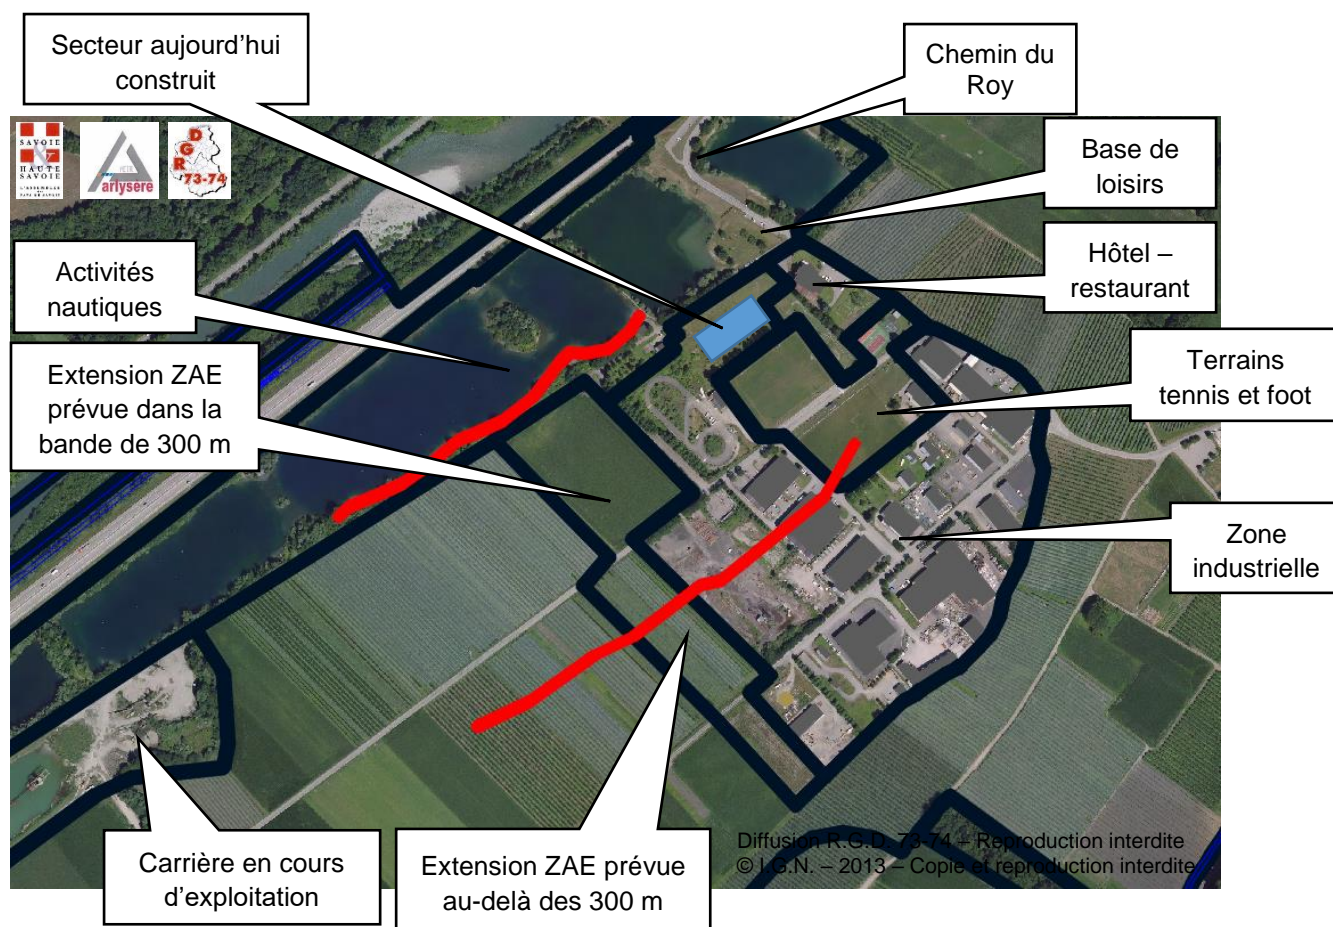 Secteur aujourd’hui
construit
Chemin du
Roy
SAVOIE
&
HAUTE
SAVOIE
arlysère
D
G
R
73-74
Base de
loisirs
Activités
nautiques
Hôtel –
restaurant
Extension ZAE
prévue dans la
bande de 300 m
Terrains
tennis et foot
Zone
industrielle
Carrière en cours
d’exploitation
Extension ZAE prévue
au-delà des 300 m
Diffusion R.G.D. 73-74 – Reproduction interdite
© I.G.N. – 2013 – Copie et reproduction interdite